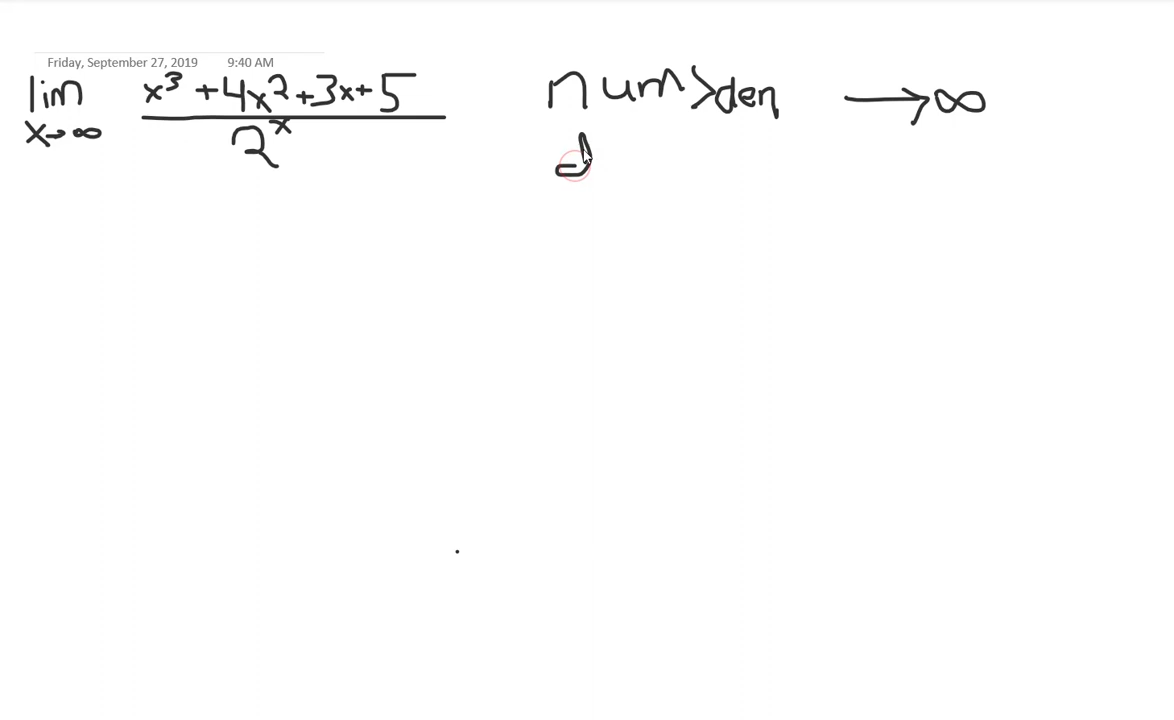 Friday, September 27, 2019 9:40 AM
lim x→∞ (x³ + 4x² + 3x + 5) / 2ˣ
num > den → ∞
d